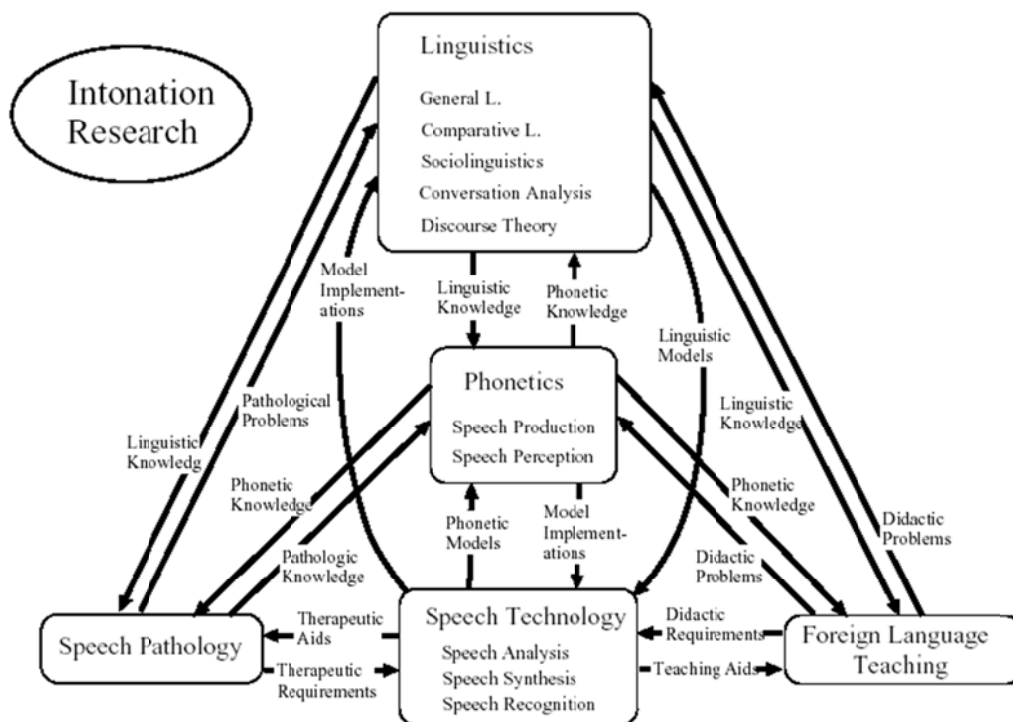 Intonation
Research
Linguistics
General L.
Comparative L.
Sociolinguistics
Conversation Analysis
Discourse Theory
Model
Implement-
ations
Linguistic
Knowledge
Phonetic
Knowledge
Linguistic
Models
Phonetics
Speech Production
Speech Perception
Pathological
Problems
Linguistic
Knowledg
Linguistic
Knowledge
Phonetic
Knowledge
Phonetic
Knowledge
Didactic
Problems
Pathologic
Knowledge
Phonetic
Models
Model
Implement-
ations
Didactic
Problems
Speech Pathology
Therapeutic
Aids
Therapeutic
Requirements
Speech Technology
Speech Analysis
Speech Synthesis
Speech Recognition
Didactic
Requirements
Teaching Aids
Foreign Language
Teaching